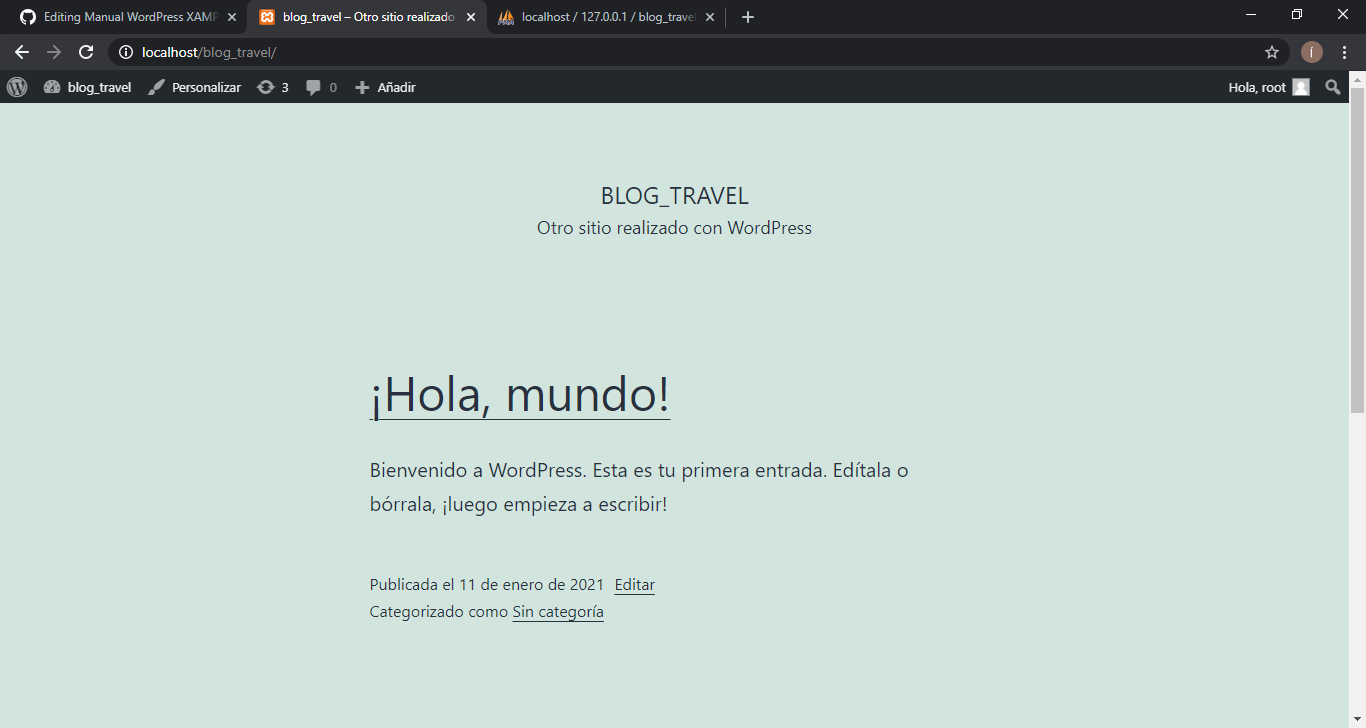 Editing Manual WordPress XAMP
blog_travel – Otro sitio realizado
localhost / 127.0.0.1 / blog_travel
localhost/blog_travel/
Í
blog_travel
Personalizar
3
0
Añadir
Hola, root
BLOG_TRAVEL
Otro sitio realizado con WordPress
¡Hola, mundo!
Bienvenido a WordPress. Esta es tu primera entrada. Edítala o
bórrala, ¡luego empieza a escribir!
Publicada el 11 de enero de 2021 Editar
Categorizado como Sin categoría